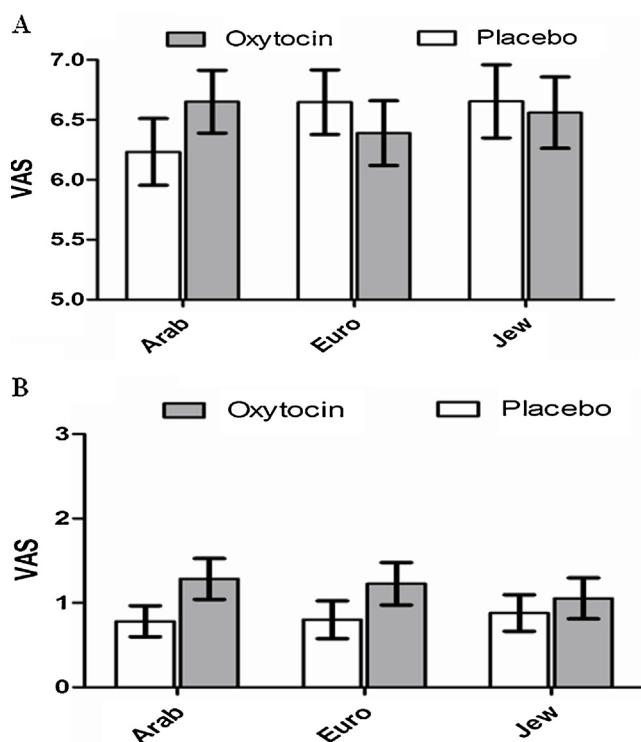 A
Oxytocin Placebo
7.0
6.5
6.0
5.5
5.0
VAS
Arab Euro Jew
B
Oxytocin Placebo
3
2
1
0
VAS
Arab Euro Jew